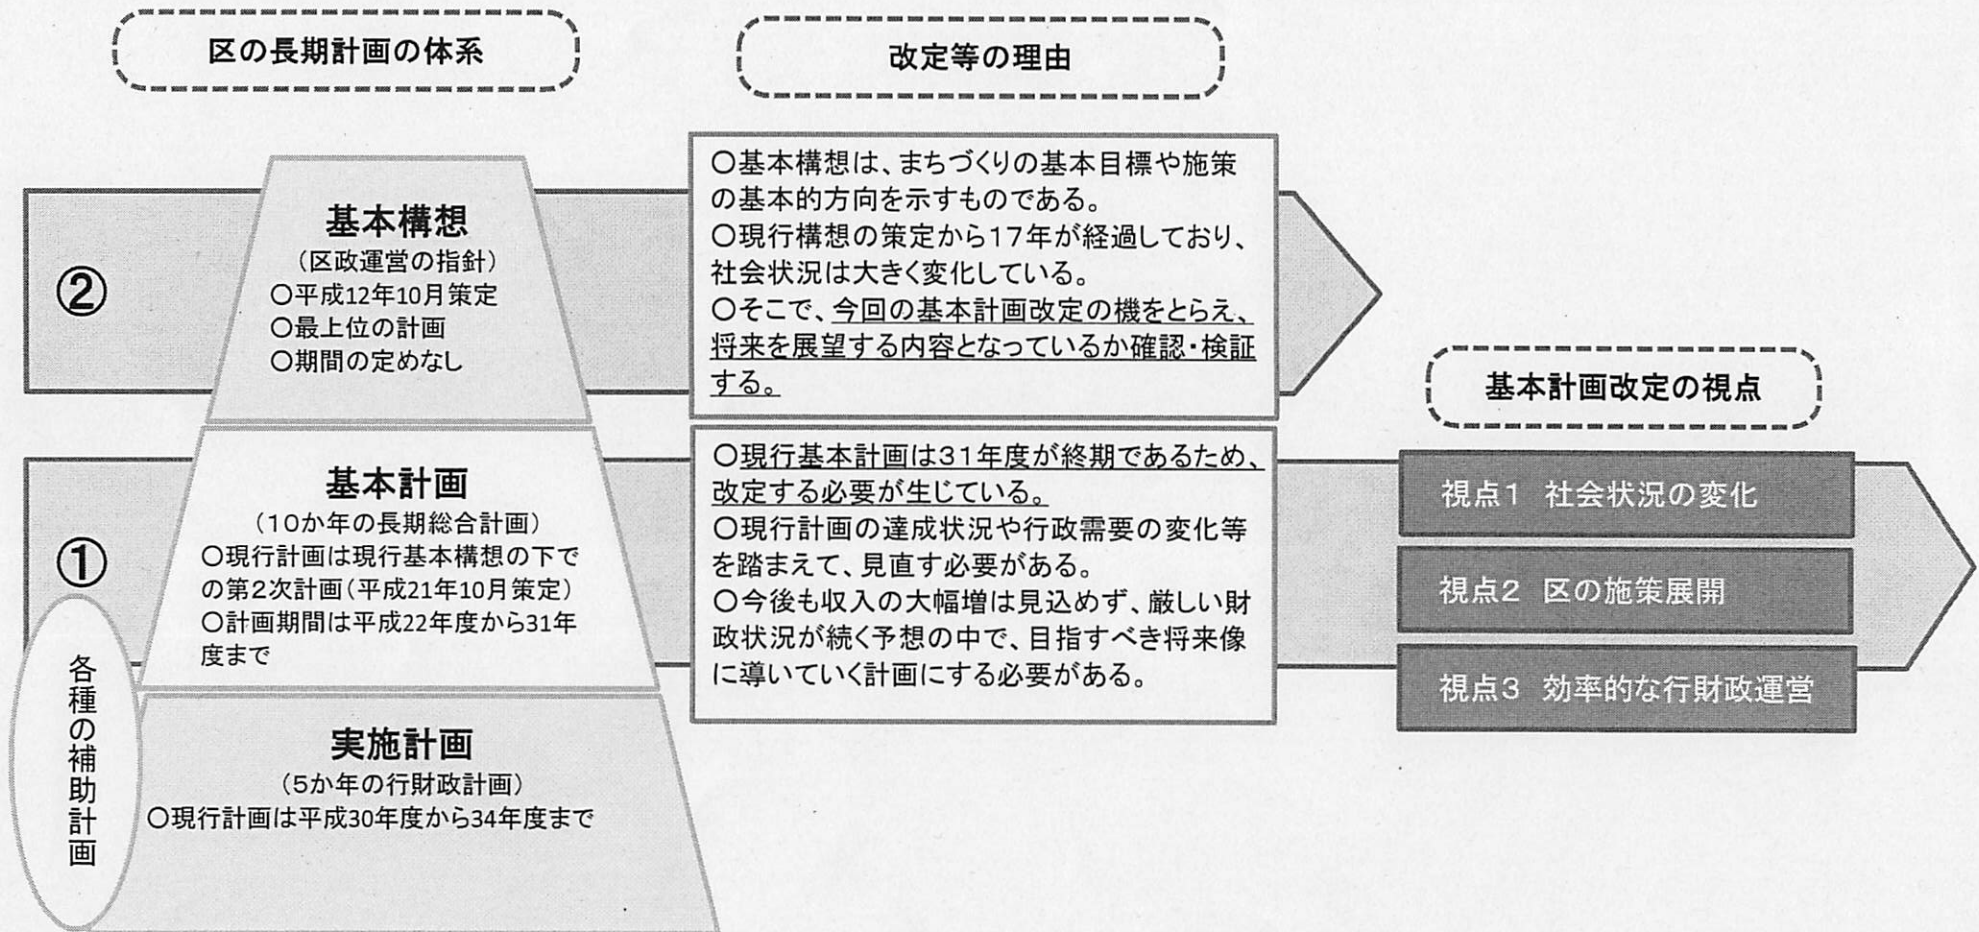 区の長期計画の体系
改定等の理由
②
基本構想
（区政運営の指針）
○平成12年10月策定
○最上位の計画
○期間の定めなし
○基本構想は、まちづくりの基本目標や施策
の基本的方向を示すものである。
○現行構想の策定から17年が経過しており、
社会状況は大きく変化している。
○そこで、今回の基本計画改定の機をとらえ、
将来を展望する内容となっているか確認・検証
する。
①
基本計画
（10か年の長期総合計画）
○現行計画は現行基本構想の下で
の第2次計画（平成21年10月策定）
○計画期間は平成22年度から31年
度まで
○現行基本計画は31年度が終期であるため、
改定する必要が生じている。
○現行計画の達成状況や行政需要の変化等
を踏まえて、見直す必要がある。
○今後も収入の大幅増は見込めず、厳しい財
政状況が続く予想の中で、目指すべき将来像
に導いていく計画にする必要がある。
基本計画改定の視点
視点1 社会状況の変化
視点2 区の施策展開
視点3 効率的な行財政運営
各種の補助計画
実施計画
（5か年の行財政計画）
○現行計画は平成30年度から34年度まで